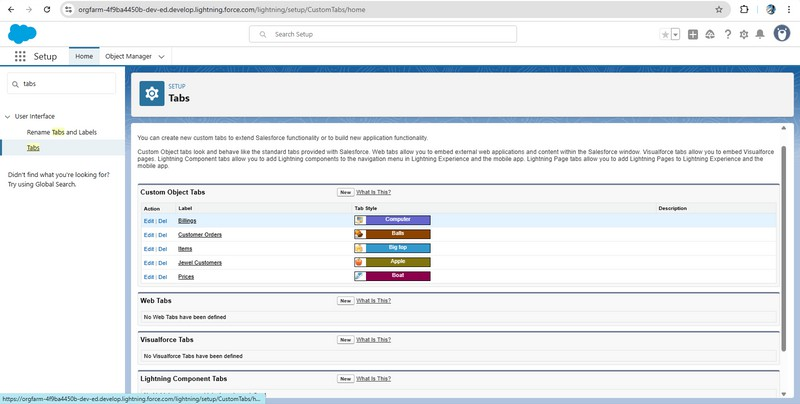 orgfarm-4f9ba4450b-dev-ed.develop.lightning.force.com/lightning/setup/CustomTabs/home
Search Setup
Setup
Home
Object Manager
tabs
User Interface
Rename Tabs and Labels
Tabs
Didn't find what you're looking for?
Try using Global Search.
SETUP
Tabs
You can create new custom tabs to extend Salesforce functionality or to build new application functionality.
Custom Object tabs look and behave like the standard tabs provided with Salesforce. Web tabs allow you to embed external web applications and content within the Salesforce window. Visualforce tabs allow you to embed Visualforce
pages. Lightning Component tabs allow you to add Lightning components to the navigation menu in Lightning Experience and the mobile app. Lightning Page tabs allow you to add Lightning Pages to Lightning Experience and the
mobile app.
Custom Object Tabs New What Is This?
Action Label Tab Style Description
Edit | Del Billings Computer
Edit | Del Customer Orders Balls
Edit | Del Items Big top
Edit | Del Jewel Customers Apple
Edit | Del Prices Boat
Web Tabs New What Is This?
No Web Tabs have been defined
Visualforce Tabs New What Is This?
No Visualforce Tabs have been defined
Lightning Component Tabs New What Is This?
https://orgfarm-4f9ba4450b-dev-ed.develop.lightning.force.com/lightning/setup/CustomTabs/h...